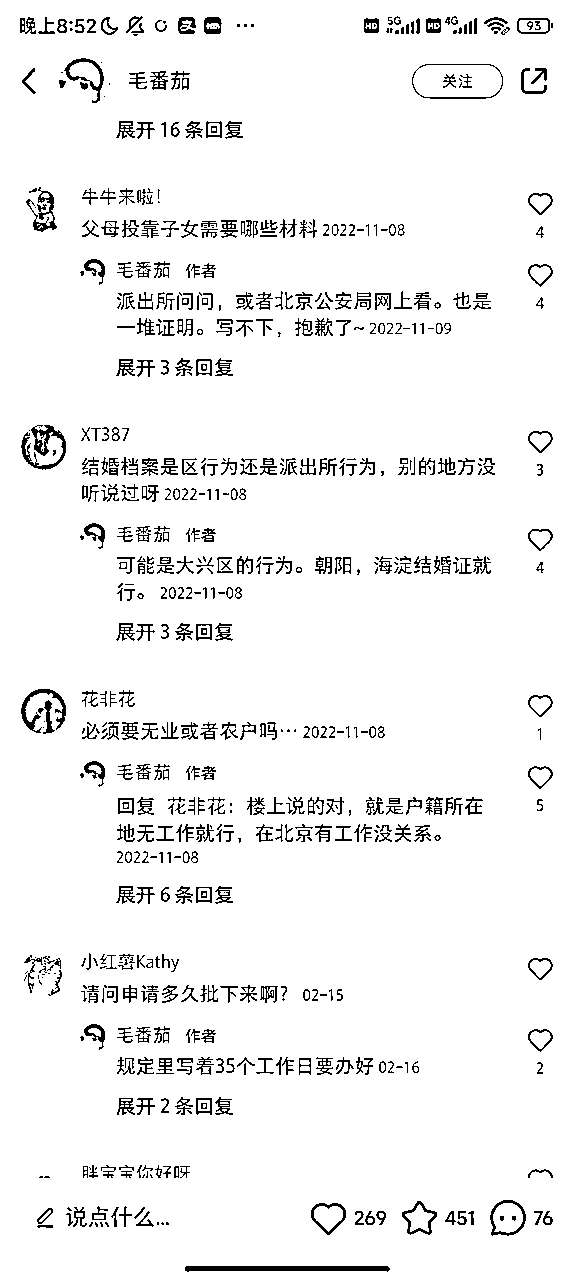 晚上8:52 ... HD 5G HD 4G 93
毛番茄 关注
展开 16 条回复
牛牛来啦!
父母投靠子女需要哪些材料 2022-11-08
4
毛番茄 作者
派出所问问，或者北京公安局网上看。也是
一堆证明。写不下，抱歉了~ 2022-11-09
4
展开 3 条回复
XT387
结婚档案是区行为还是派出所行为，别的地方没
听说过呀 2022-11-08
3
毛番茄 作者
可能是大兴区的行为。朝阳，海淀结婚证就
行。 2022-11-08
4
展开 3 条回复
花非花
必须要无业或者农户吗… 2022-11-08
1
毛番茄 作者
回复 花非花：楼上说的对，就是户籍所在
地无工作就行，在北京有工作没关系。
2022-11-08
5
展开 6 条回复
小红薯Kathy
请问申请多久批下来啊？ 02-15
毛番茄 作者
规定里写着35个工作日要办好 02-16
2
展开 2 条回复
胖宝宝你好呀
说点什么... 269 451 76